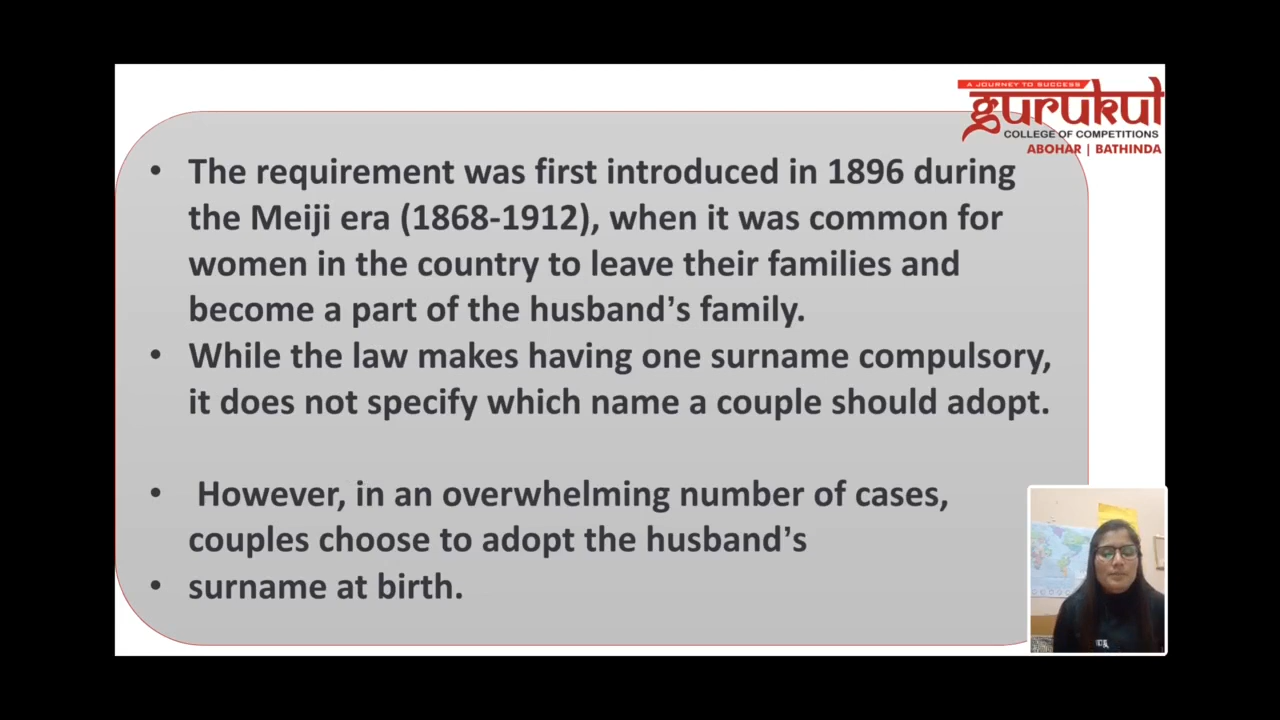 A JOURNEY TO SUCCESS
gurukul
COLLEGE OF COMPETITIONS
ABOHAR | BATHINDA
• The requirement was first introduced in 1896 during
the Meiji era (1868-1912), when it was common for
women in the country to leave their families and
become a part of the husband’s family.
• While the law makes having one surname compulsory,
it does not specify which name a couple should adopt.
• However, in an overwhelming number of cases,
couples choose to adopt the husband’s
• surname at birth.